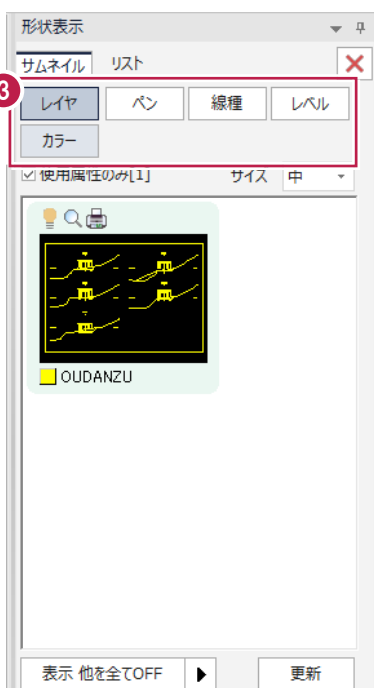 形状表示
サムネイル リスト
3
レイヤ ペン 線種 レベル
カラー
使用属性のみ[1] サイズ 中
OUDANZU
表示 他を全てOFF 更新